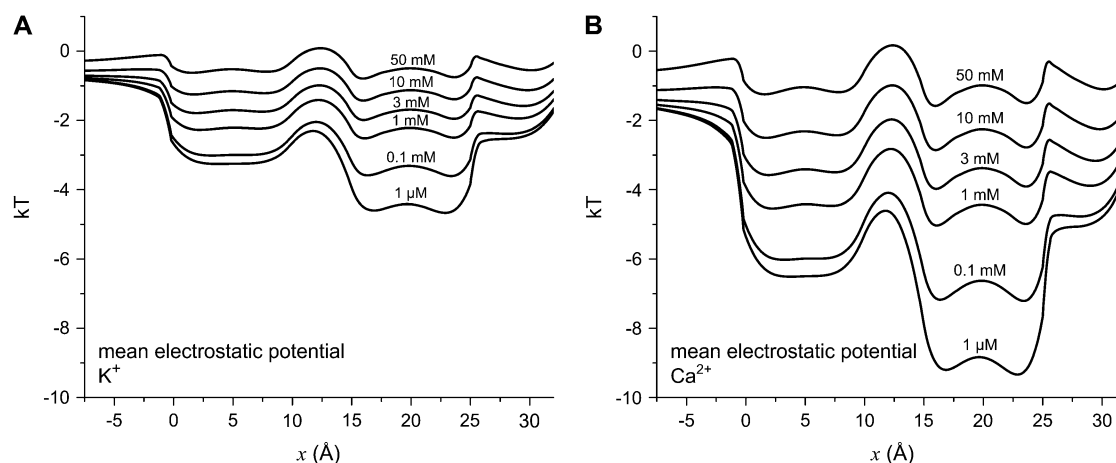 A
0
-2
-4
-6
-8
-10
kT
50 mM
10 mM
3 mM
1 mM
0.1 mM
1 µM
mean electrostatic potential
K+
-5 0 5 10 15 20 25 30
x (Å)
B
0
-2
-4
-6
-8
-10
kT
50 mM
10 mM
3 mM
1 mM
0.1 mM
1 µM
mean electrostatic potential
Ca2+
-5 0 5 10 15 20 25 30
x (Å)